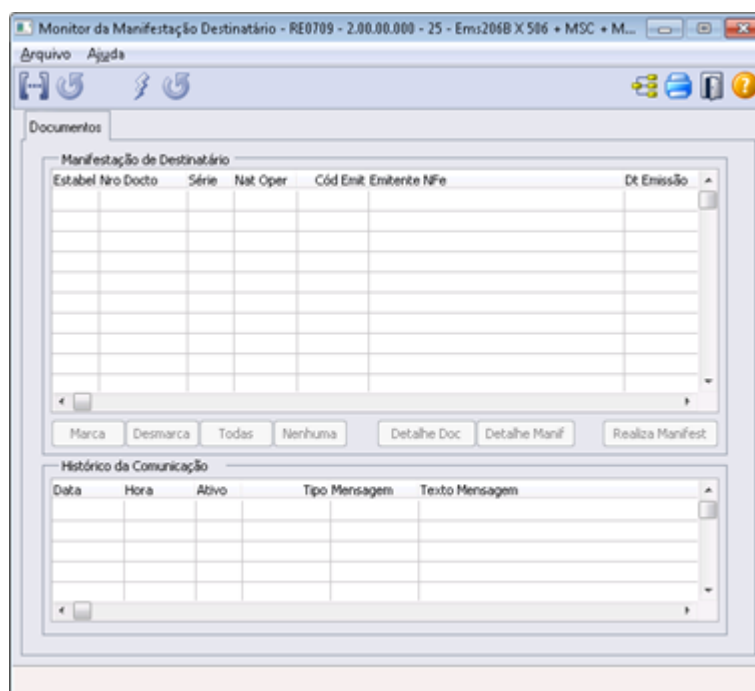 Monitor da Manifestação Destinatário - RE0709 - 2.00.00.000 - 25 - Ems206B X 506 + MSC + M...
Arquivo Ajuda
?
Documentos
Manifestação de Destinatário
Estabel Nro Docto Série Nat Oper Cód Emit Emitente NFe Dt Emissão
Marca Desmarca Todas Nenhuma Detalhe Doc Detalhe Manif Realiza Manifest
Histórico da Comunicação
Data Hora Ativo Tipo Mensagem Texto Mensagem